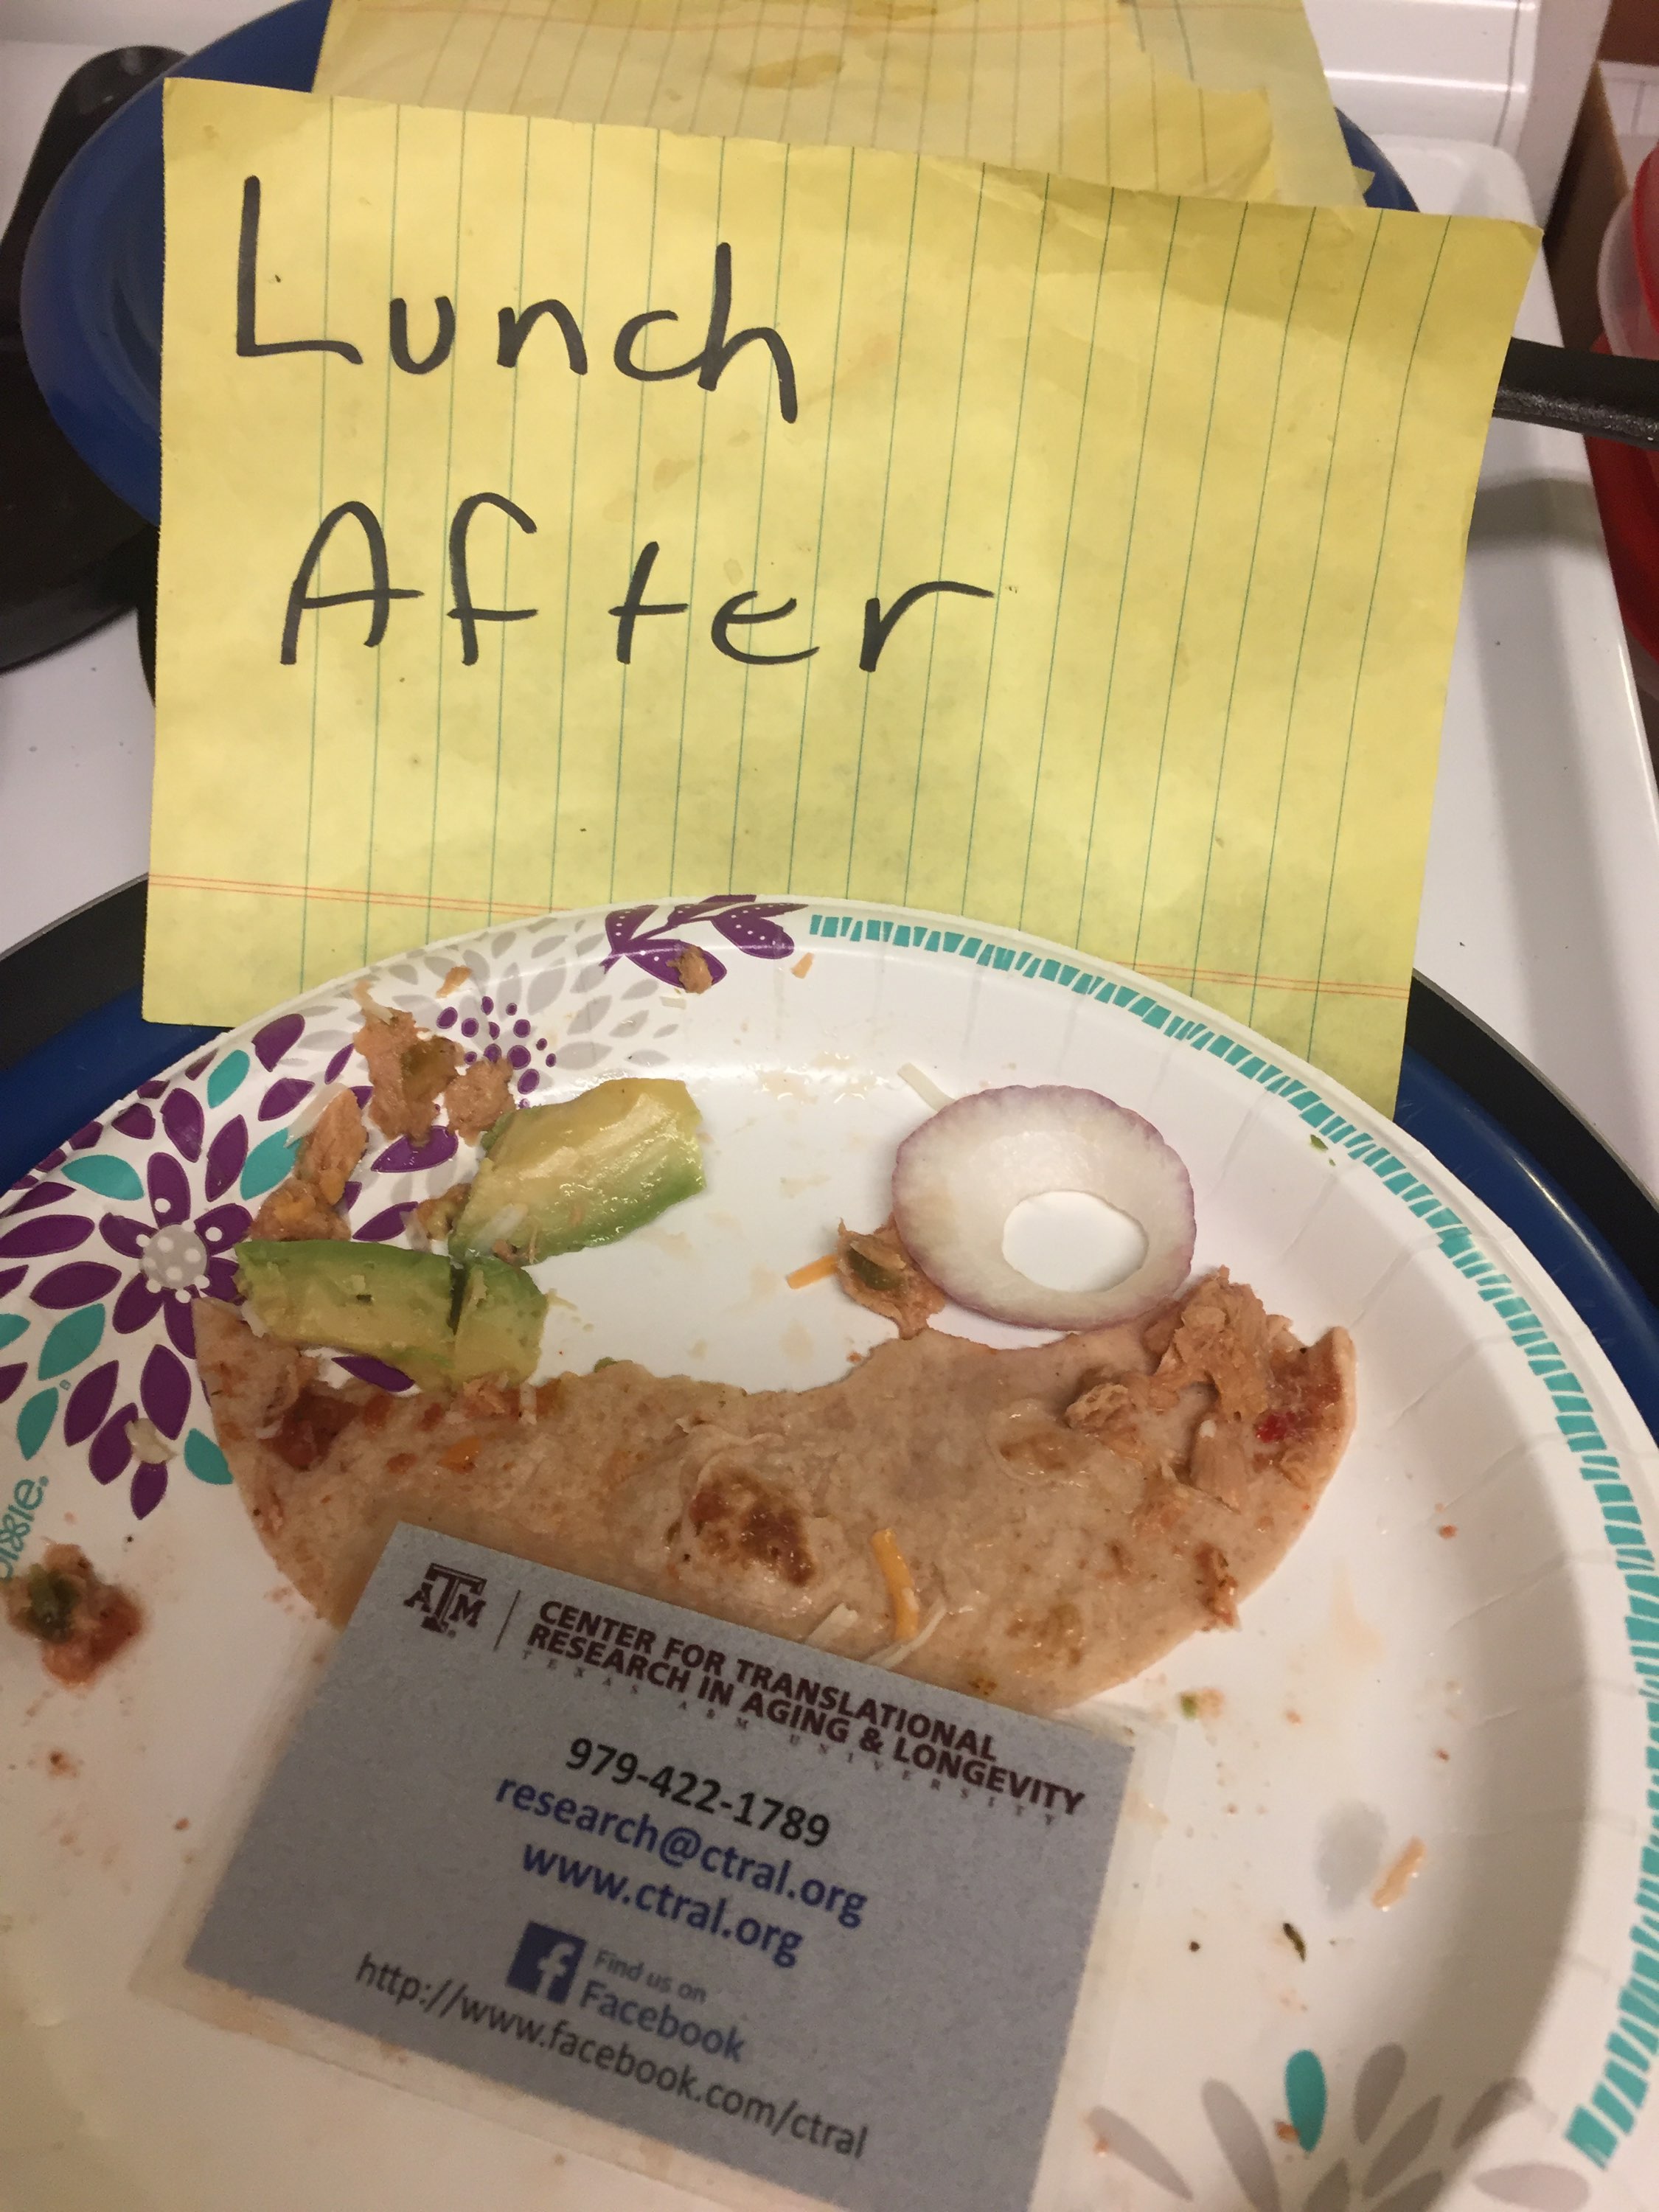 Lunch
After
ĀTM
CENTER FOR TRANSLATIONAL
RESEARCH IN AGING & LONGEVITY
TEXAS A&M UNIVERSITY
979-422-1789
research@ctral.org
www.ctral.org
f Find us on
Facebook
http://www.facebook.com/ctral